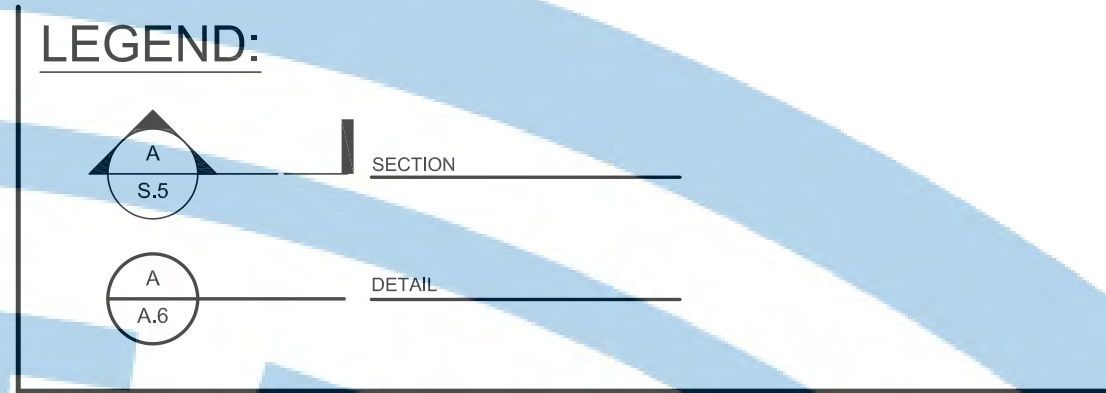 LEGEND:
A
S.5
SECTION
A
A.6
DETAIL